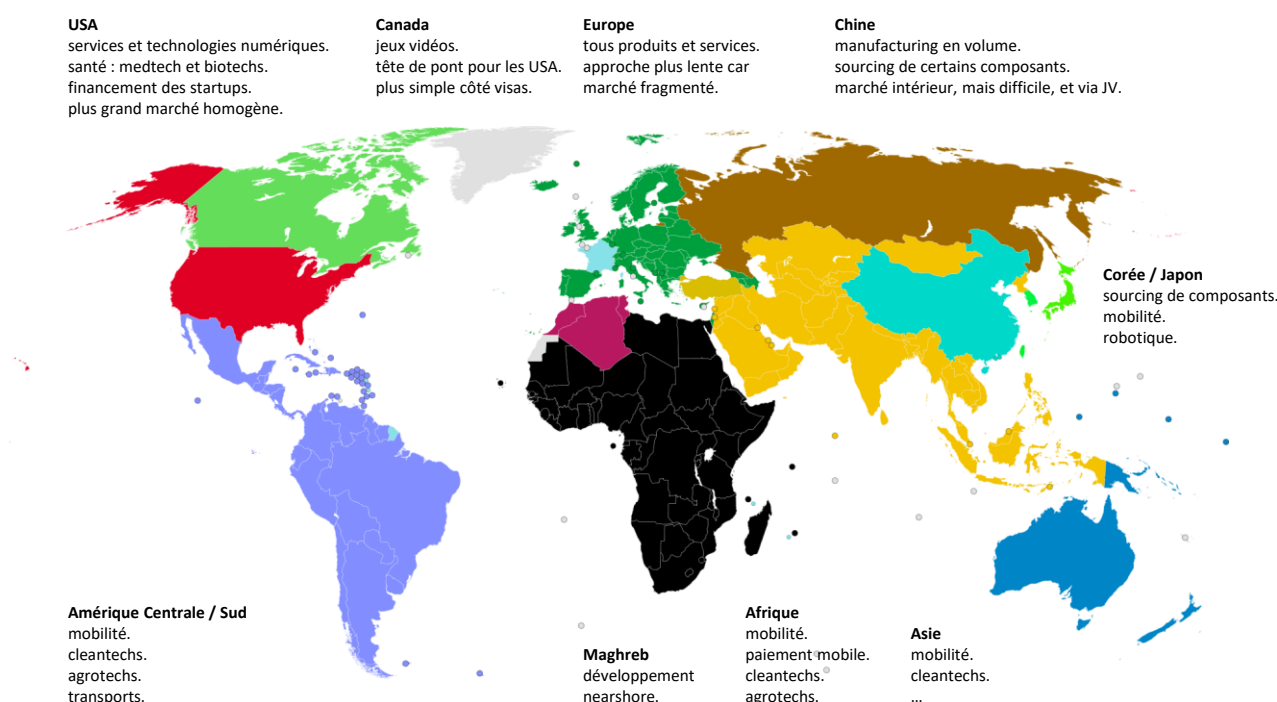 USA
services et technologies numériques.
santé : medtech et biotechs.
financement des startups.
plus grand marché homogène.
Canada
jeux vidéos.
tête de pont pour les USA.
plus simple côté visas.
Europe
tous produits et services.
approche plus lente car
marché fragmenté.
Chine
manufacturing en volume.
sourcing de certains composants.
marché intérieur, mais difficile, et via JV.
Corée / Japon
sourcing de composants.
mobilité.
robotique.
Amérique Centrale / Sud
mobilité.
cleantechs.
agrotechs.
transports.
Maghreb
développement
nearshore.
Afrique
mobilité.
paiement mobile.
cleantechs.
agrotechs.
Asie
mobilité.
cleantechs.
…